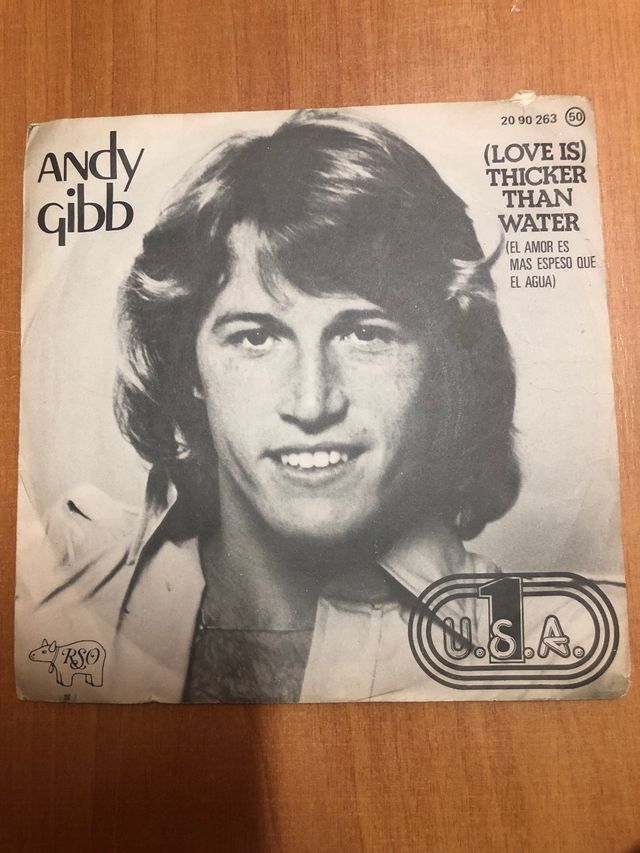 ANDY
GIBB
20 90 263 50
(LOVE IS)
THICKER
THAN
WATER
(EL AMOR ES
MAS ESPESO QUE
EL AGUA)
1
U.S.A.
RSO